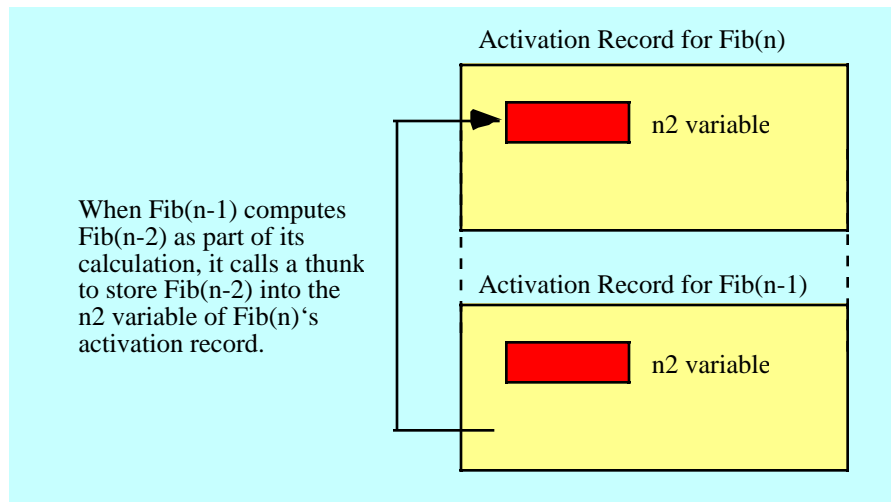 Activation Record for Fib(n)
n2 variable
When Fib(n-1) computes
Fib(n-2) as part of its
calculation, it calls a thunk
to store Fib(n-2) into the
n2 variable of Fib(n)‘s
activation record.
Activation Record for Fib(n-1)
n2 variable